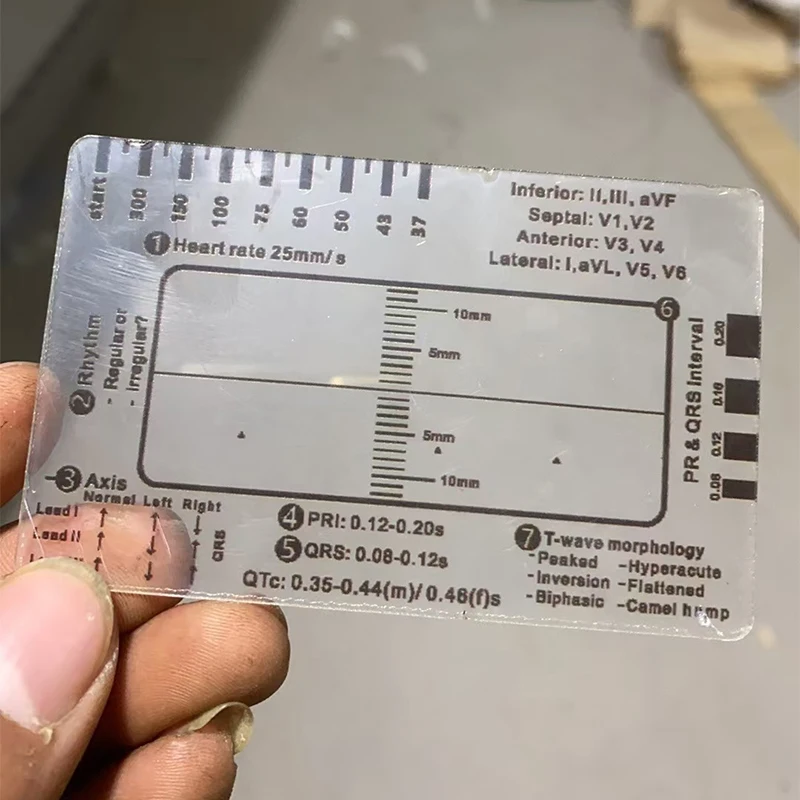 start 300 150 100 75 60 50 43 37
1 Heart rate 25mm/s
Inferior: II,III, aVF
Septal: V1,V2
Anterior: V3, V4
Lateral: I,aVL, V5, V6
2 Rhythm
- Regular or
- Irregular?
10mm
5mm
5mm
10mm
6
PR & QRS Interval
0.20
0.16
0.12
0.08
3 Axis
Normal Left Right
Lead I ↑ ↑ ↓
Lead II ↑ ↓ ↑
QRS
4 PRI: 0.12-0.20s
5 QRS: 0.08-0.12s
QTc: 0.35-0.44(m)/ 0.46(f)s
7 T-wave morphology
-Peaked -Hyperacute
-Inversion -Flattened
-Biphasic -Camel hump